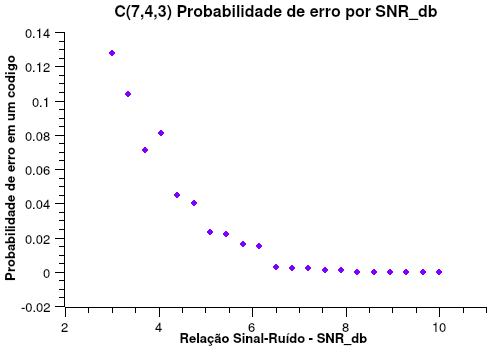 C(7,4,3) Probabilidade de erro por SNR_db
Probabilidade de erro em um codigo
0.14
0.12
0.1
0.08
0.06
0.04
0.02
0
-0.02
2 4 6 8 10
Relação Sinal-Ruído - SNR_db